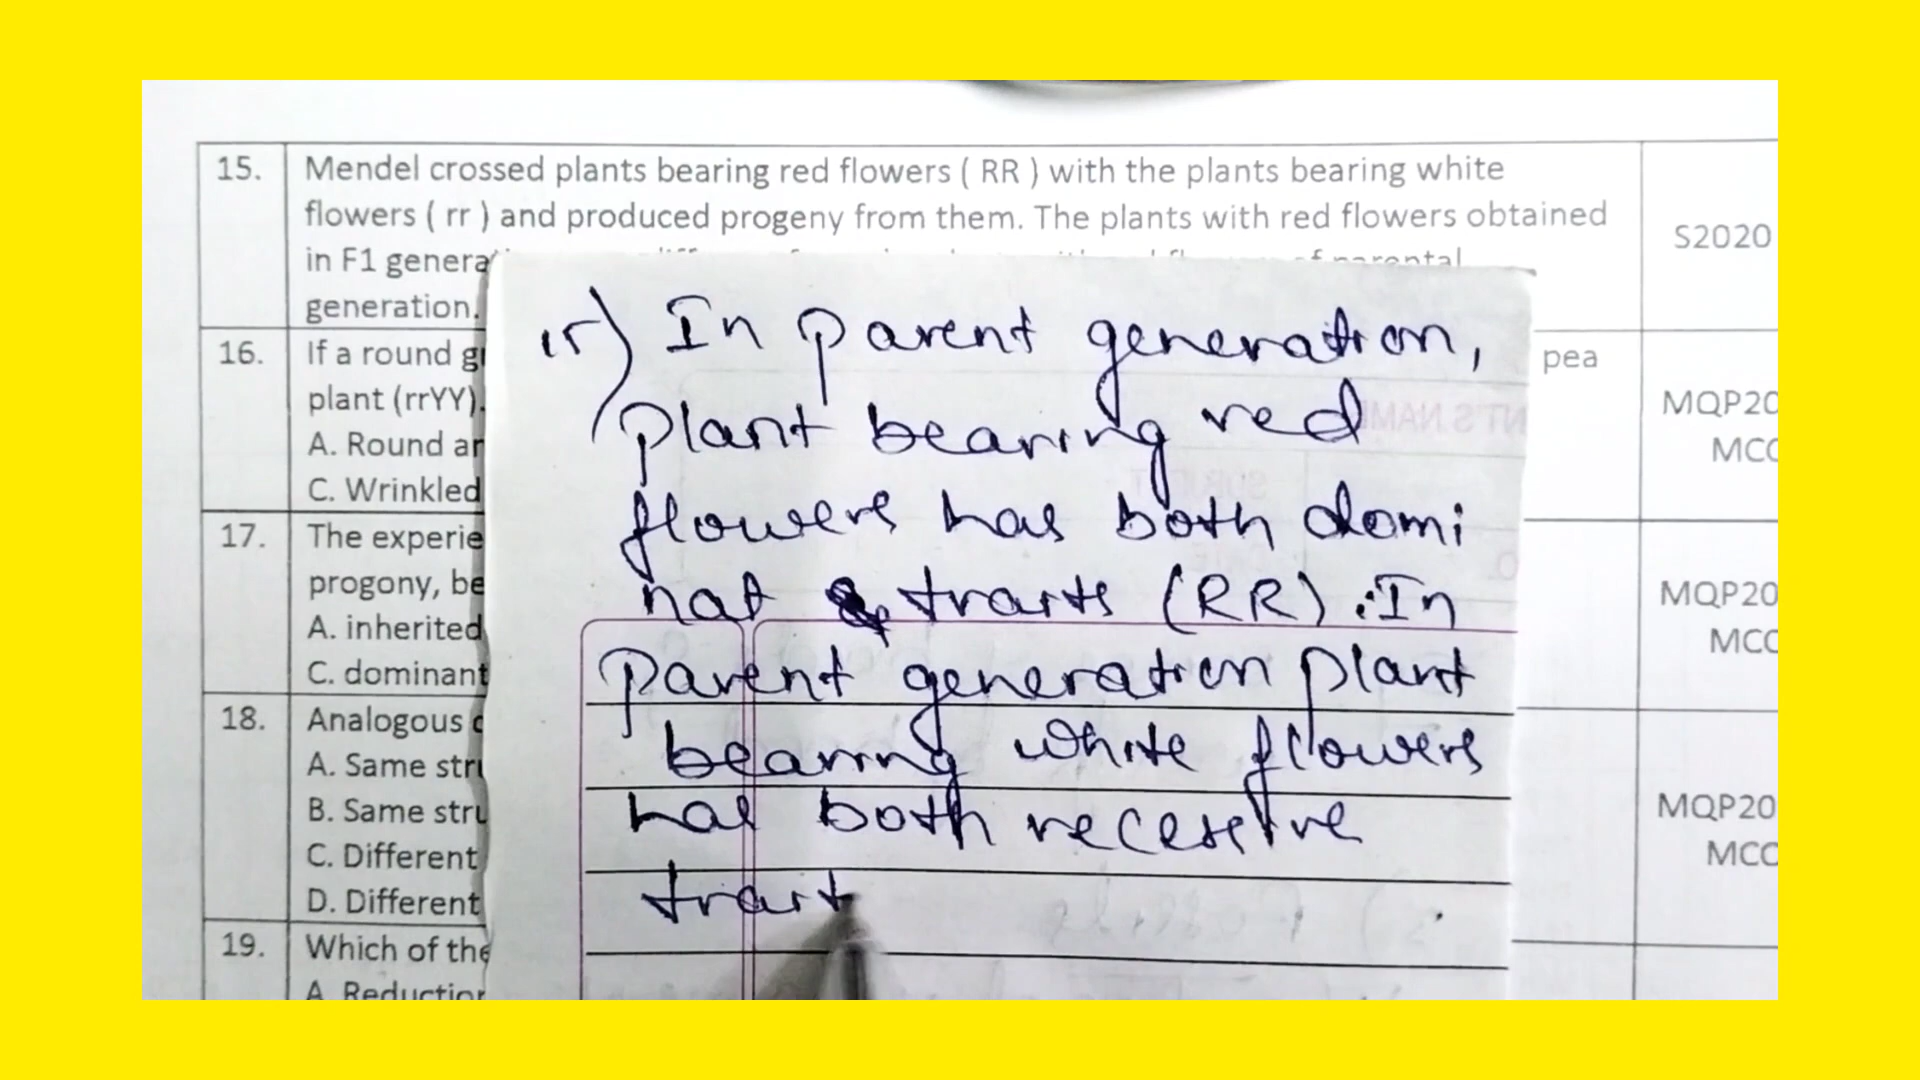 15. Mendel crossed plants bearing red flowers ( RR ) with the plants bearing white
flowers ( rr ) and produced progeny from them. The plants with red flowers obtained
in F1 genera
generation.
S2020
16. If a round
plant (rrYY).
A. Round
C. Wrinkled
pea
MQP20
MCC
17. The experie
progony, be
A. inherited
C. dominant
MQP20
MCC
18. Analogous
A. Same
B. Same
C. Different
D. Different
MQP20
MCC
19. Which of the
A. Reduction
15) In parent generation,
plant bearing red
flowers has both domi
nat traits (RR). In
parent generation plant
bearing white flowers
has both recessive
trait